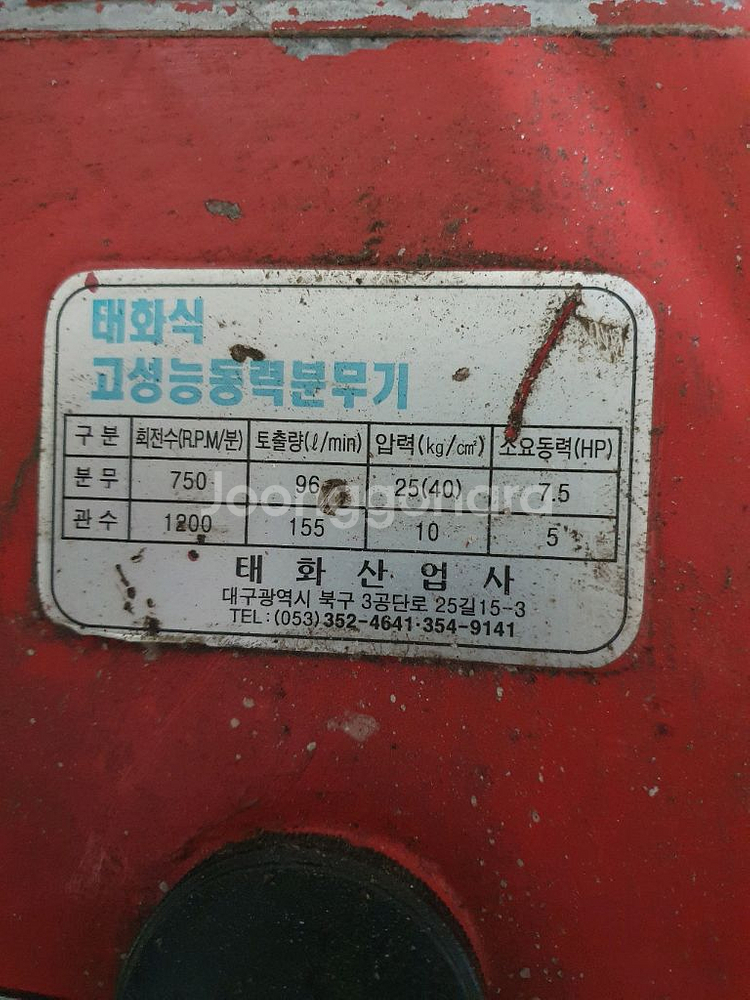 태화식
고성능동력분무기
구 분 회전수(R.P.M/분) 토출량(ℓ/min) 압력(kg/㎠) 소요동력(HP)
분 무 750 96 25(40) 7.5
관 수 1200 155 10 5
태 화 산 업 사
대구광역시 북구 3공단로 25길15-3
TEL:(053)352-4641·354-9141
Joonggonara